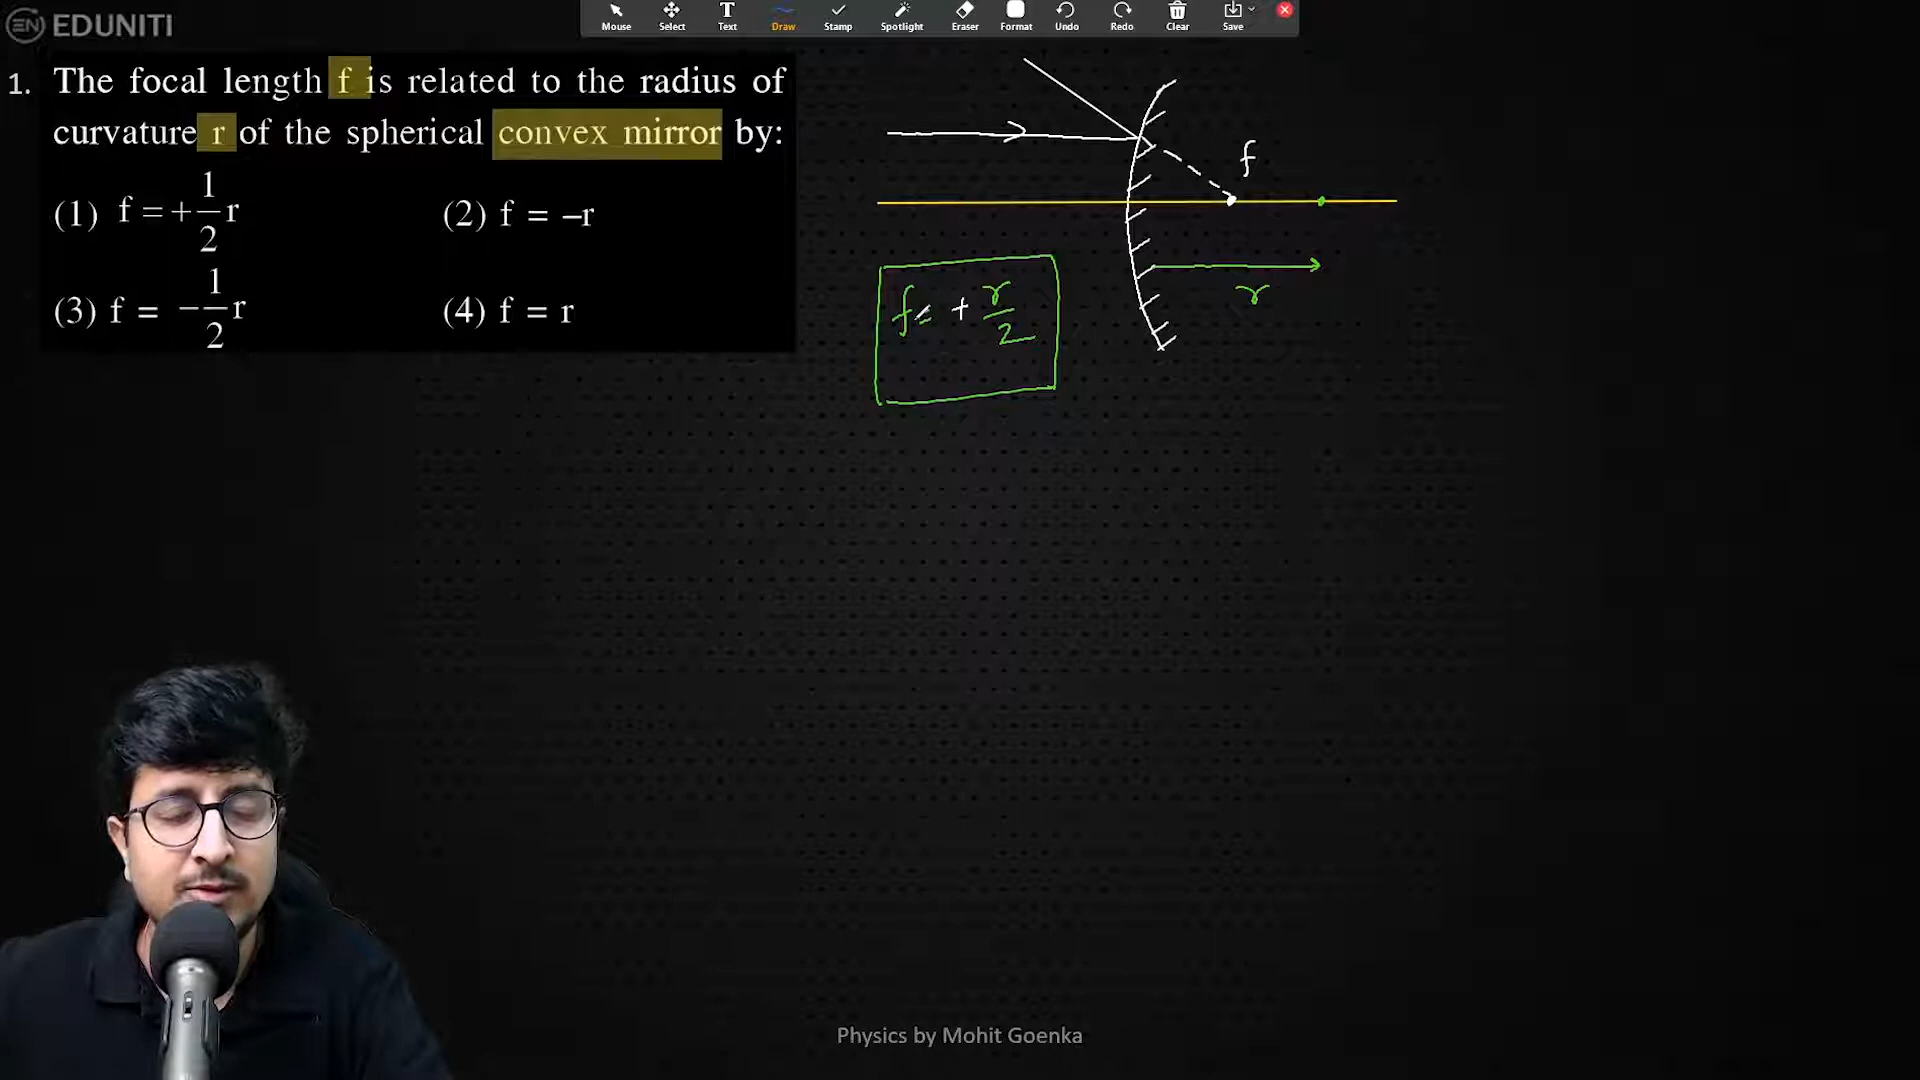 EN EDUNITI
Mouse Select Text Draw Stamp Spotlight Eraser Format Undo Redo Clear Save
1. The focal length f is related to the radius of
curvature r of the spherical convex mirror by:
(1) f = +1/2 r (2) f = –r
(3) f = −1/2 r (4) f = r
f
r
f = + r/2
Physics by Mohit Goenka